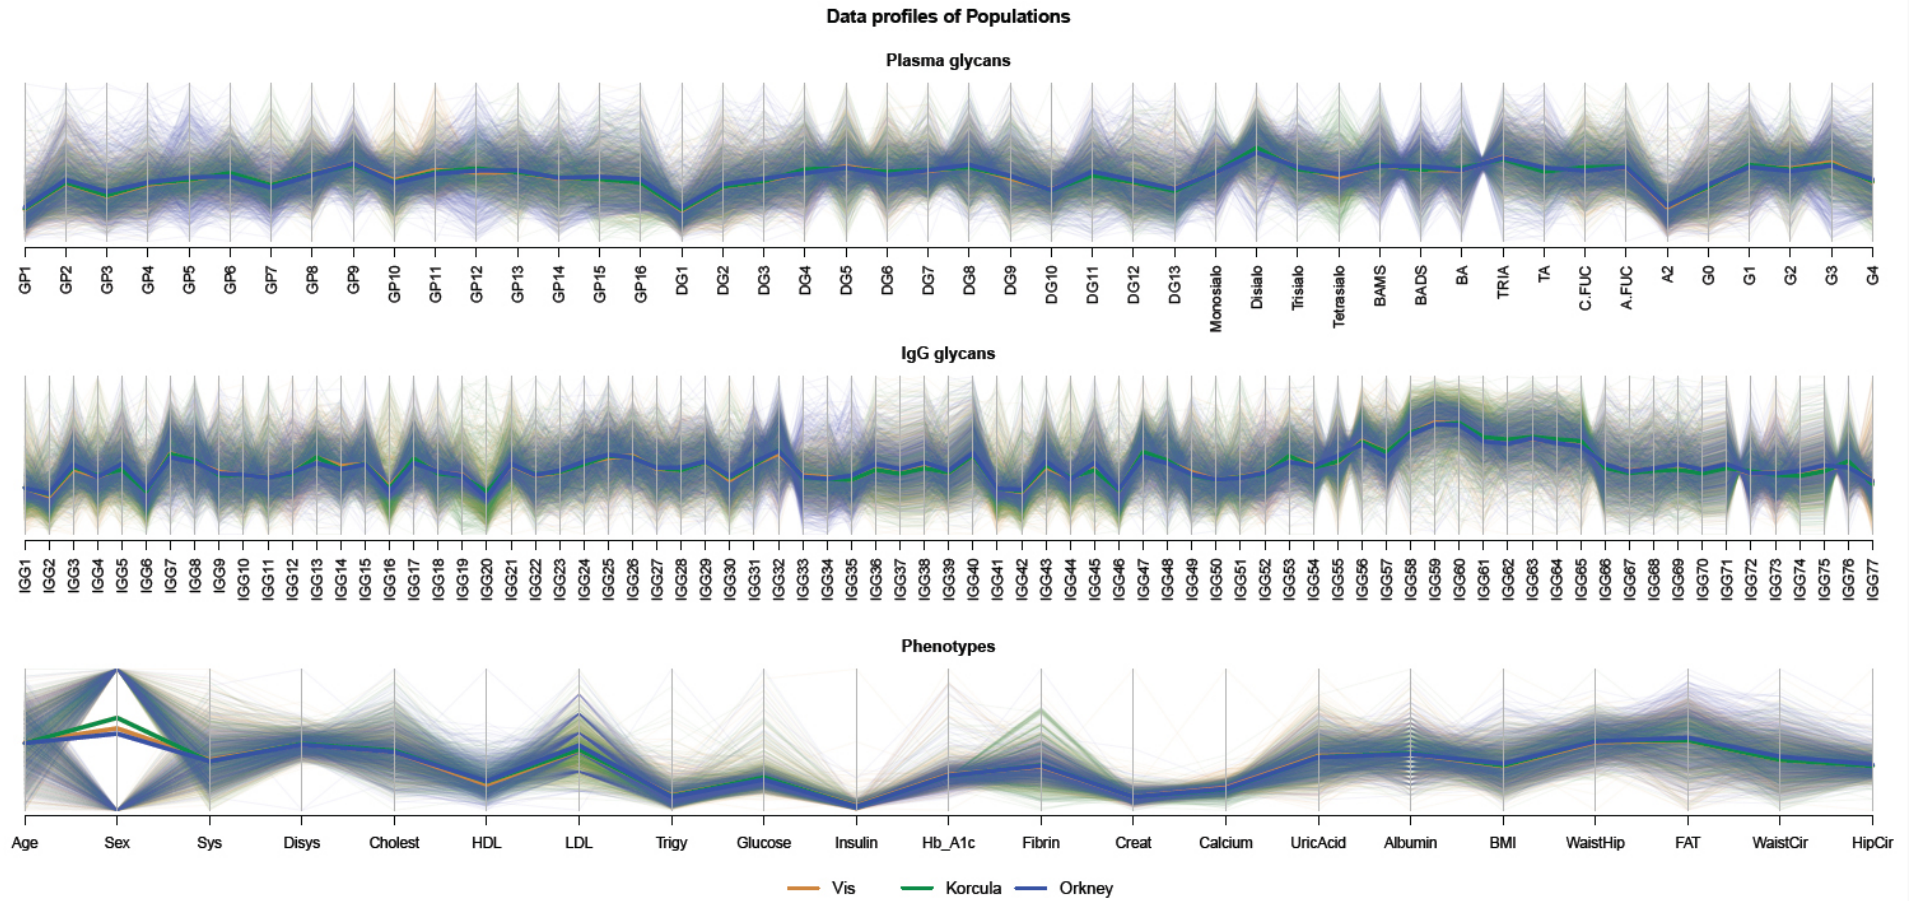 Data profiles of Populations
Plasma glycans
GP1 GP2 GP3 GP4 GP5 GP6 GP7 GP8 GP9 GP10 GP11 GP12 GP13 GP14 GP15 GP16 DG1 DG2 DG3 DG4 DG5 DG6 DG7 DG8 DG9 DG10 DG11 DG12 DG13 Monosialo Disialo Trisialo Tetrasialo BAMS BADS BA TRIA TA C.FUC A.FUC A2 G0 G1 G2 G3 G4
IgG glycans
IGG1 IGG2 IGG3 IGG4 IGG5 IGG6 IGG7 IGG8 IGG9 IGG10 IGG11 IGG12 IGG13 IGG14 IGG15 IGG16 IGG17 IGG18 IGG19 IGG20 IGG21 IGG22 IGG23 IGG24 IGG25 IGG26 IGG27 IGG28 IGG29 IGG30 IGG31 IGG32 IGG33 IGG34 IGG35 IGG36 IGG37 IGG38 IGG39 IGG40 IGG41 IGG42 IGG43 IGG44 IGG45 IGG46 IGG47 IGG48 IGG49 IGG50 IGG51 IGG52 IGG53 IGG54 IGG55 IGG56 IGG57 IGG58 IGG59 IGG60 IGG61 IGG62 IGG63 IGG64 IGG65 IGG66 IGG67 IGG68 IGG69 IGG70 IGG71 IGG72 IGG73 IGG74 IGG75 IGG76 IGG77
Phenotypes
Age Sex Sys Disys Cholest HDL LDL Trigy Glucose Insulin Hb_A1c Fibrin Creat Calcium UricAcid Albumin BMI WaistHip FAT WaistCir HipCir
Vis Korcula Orkney